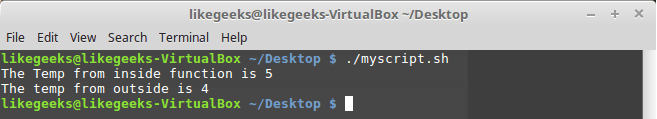 likegeeks@likegeeks-VirtualBox ~/Desktop
File Edit View Search Terminal Help
likegeeks@likegeeks-VirtualBox ~/Desktop $ ./myscript.sh
The Temp from inside function is 5
The temp from outside is 4
likegeeks@likegeeks-VirtualBox ~/Desktop $